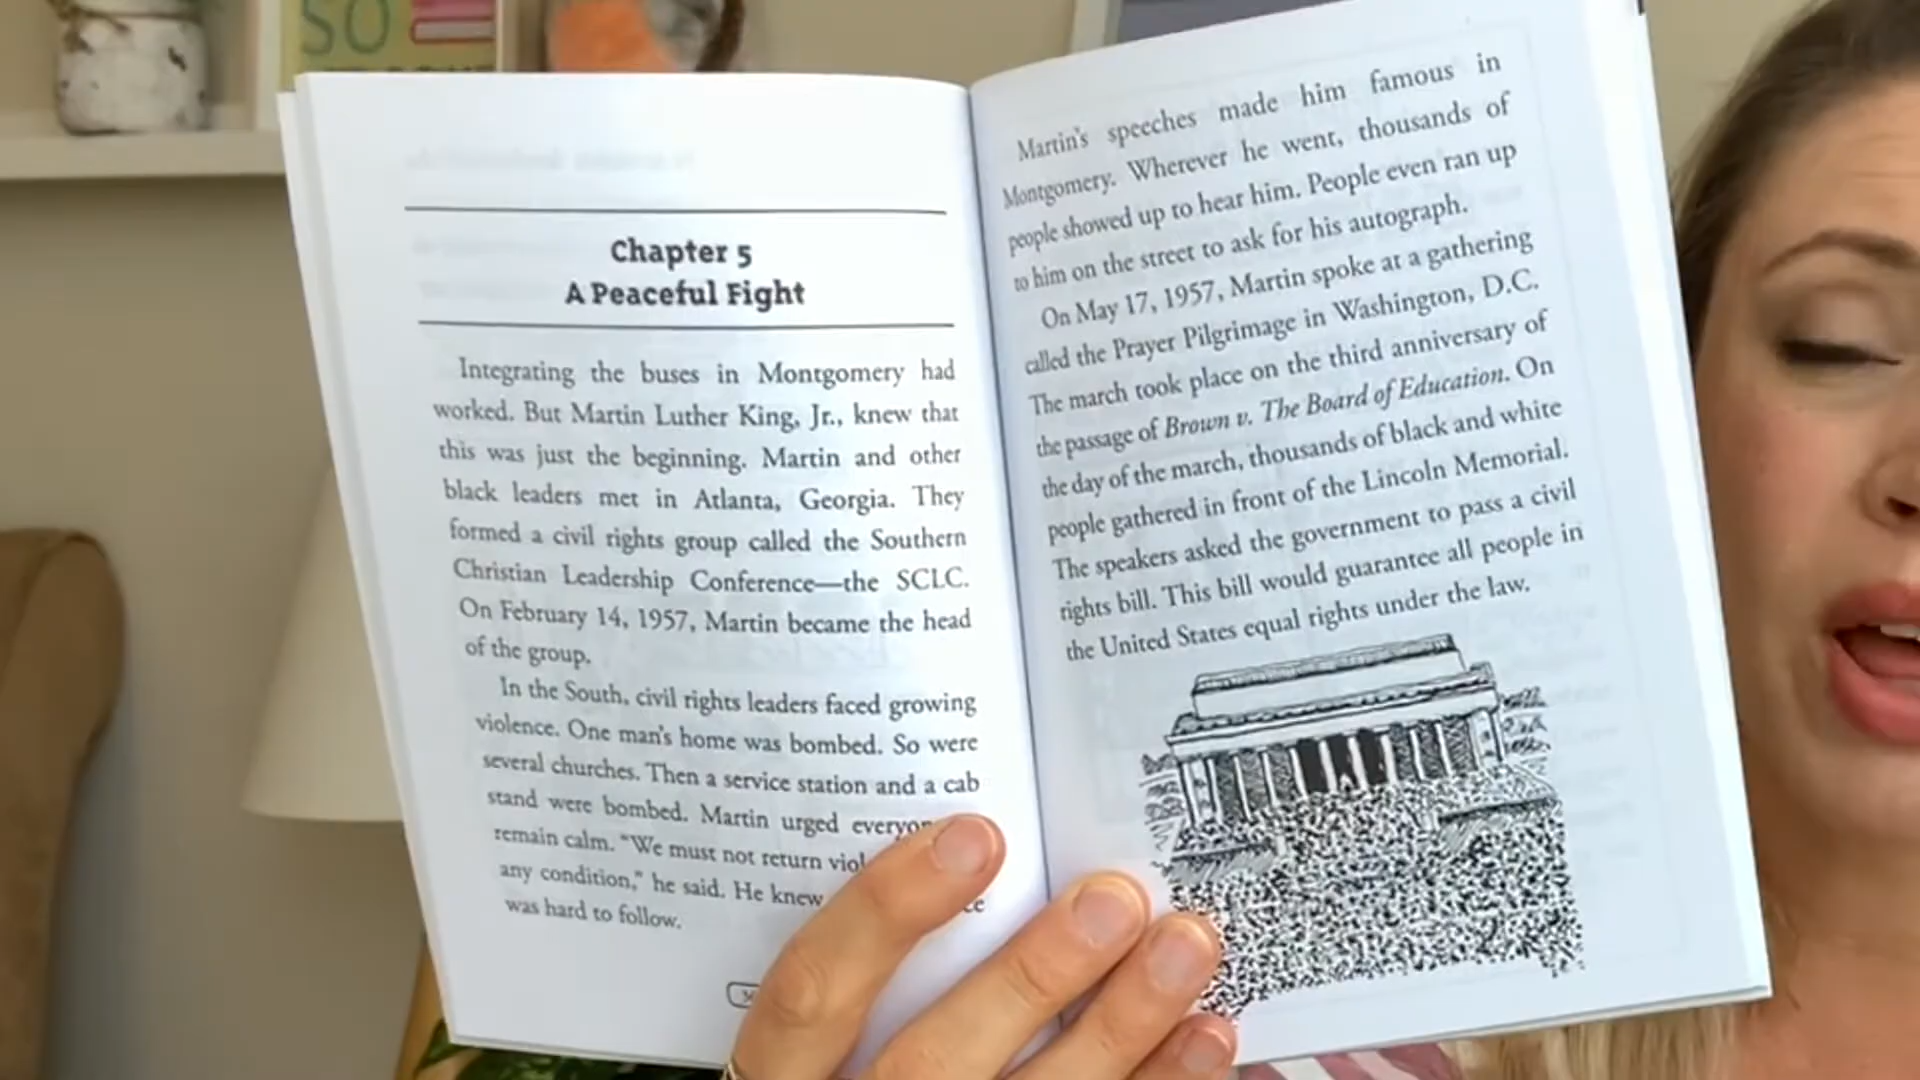 SO
Chapter 5
A Peaceful Fight
Integrating the buses in Montgomery had
worked. But Martin Luther King, Jr., knew that
this was just the beginning. Martin and other
black leaders met in Atlanta, Georgia. They
formed a civil rights group called the Southern
Christian Leadership Conference—the SCLC.
On February 14, 1957, Martin became the head
of the group.
In the South, civil rights leaders faced growing
violence. One man's home was bombed. So were
several churches. Then a service station and a cab
stand were bombed. Martin urged
remain calm. "We must not return
any condition," he said. He knew
was hard to follow.
Martin's speeches made him famous in
Montgomery. Wherever he went, thousands of
people showed up to hear him. People even ran up
to him on the street to ask for his autograph.
On May 17, 1957, Martin spoke at a gathering
called the Prayer Pilgrimage in Washington, D.C.
The march took place on the third anniversary of
the passage of Brown v. The Board of Education. On
the day of the march, thousands of black and white
people gathered in front of the Lincoln Memorial.
The speakers asked the government to pass a civil
rights bill. This bill would guarantee all people in
the United States equal rights under the law.